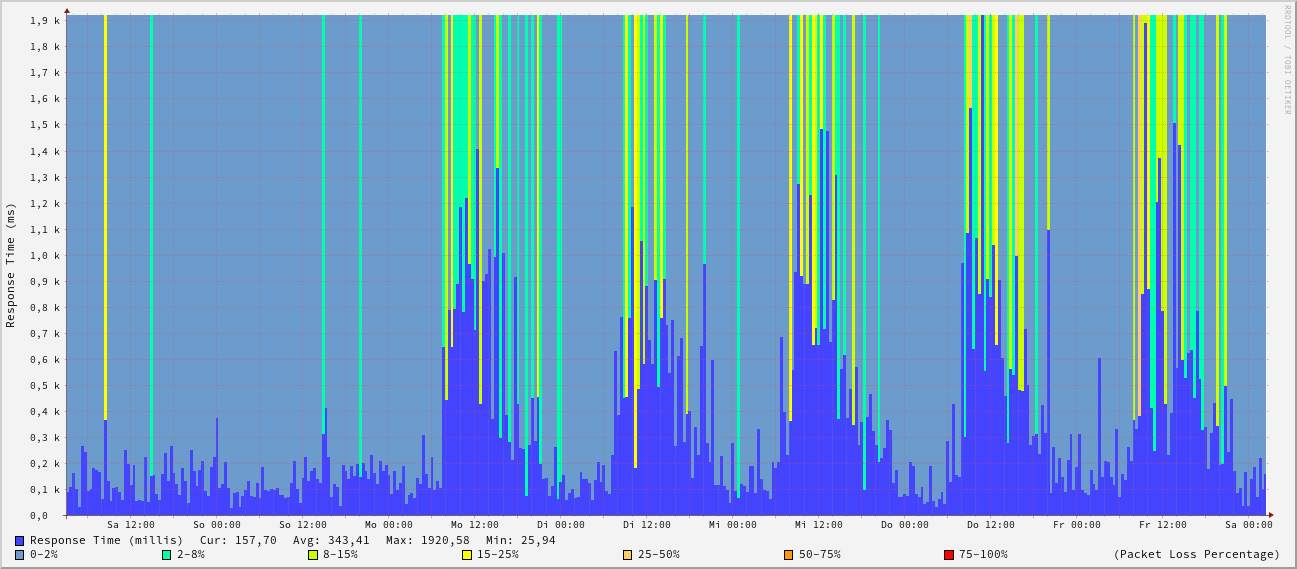 RRDTOOL / TOBI OETIKER
Response Time (ms)
1,9 k
1,8 k
1,7 k
1,6 k
1,5 k
1,4 k
1,3 k
1,2 k
1,1 k
1,0 k
0,9 k
0,8 k
0,7 k
0,6 k
0,5 k
0,4 k
0,3 k
0,2 k
0,1 k
0,0
Sa 12:00 So 00:00 So 12:00 Mo 00:00 Mo 12:00 Di 00:00 Di 12:00 Mi 00:00 Mi 12:00 Do 00:00 Do 12:00 Fr 00:00 Fr 12:00 Sa 00:00
Response Time (millis) Cur: 157,70 Avg: 343,41 Max: 1920,58 Min: 25,94
0-2% 2-8% 8-15% 15-25% 25-50% 50-75% 75-100% (Packet Loss Percentage)